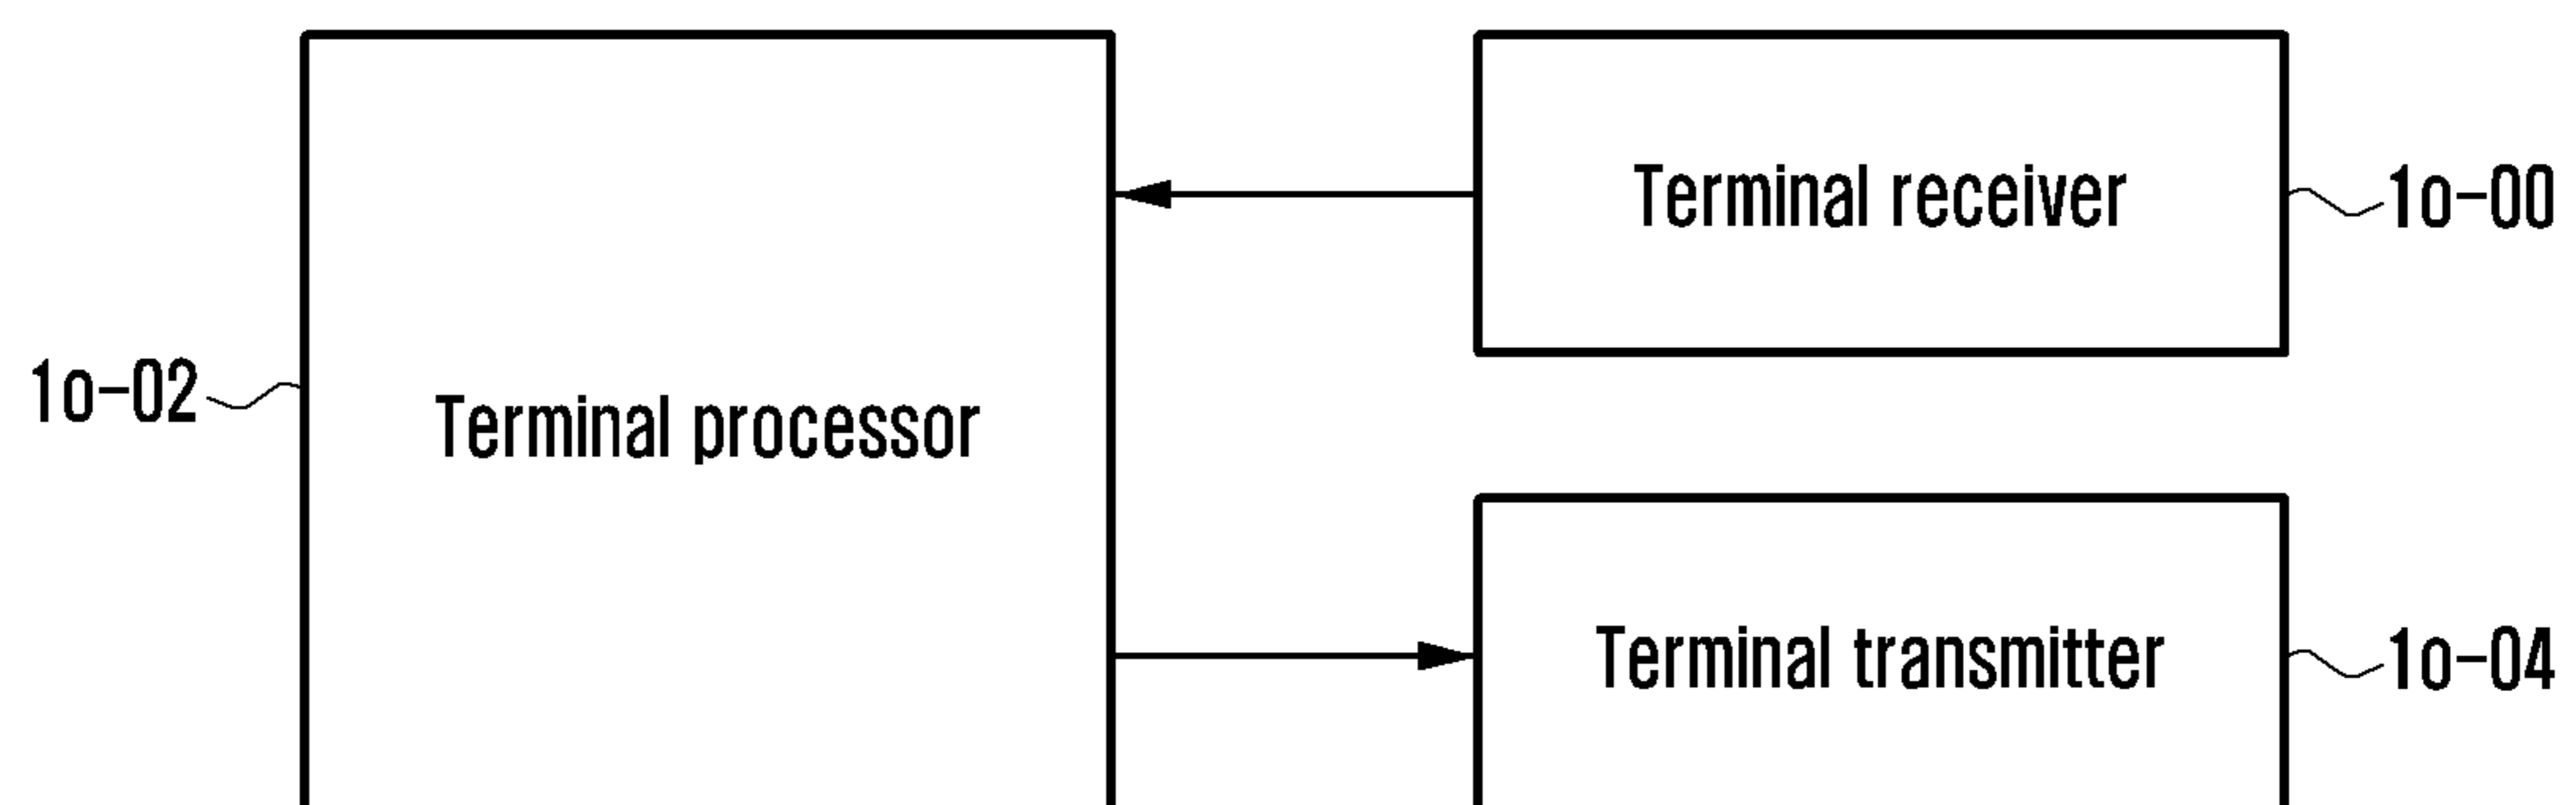 Terminal receiver
1o-00
1o-02
Terminal processor
Terminal transmitter
1o-04